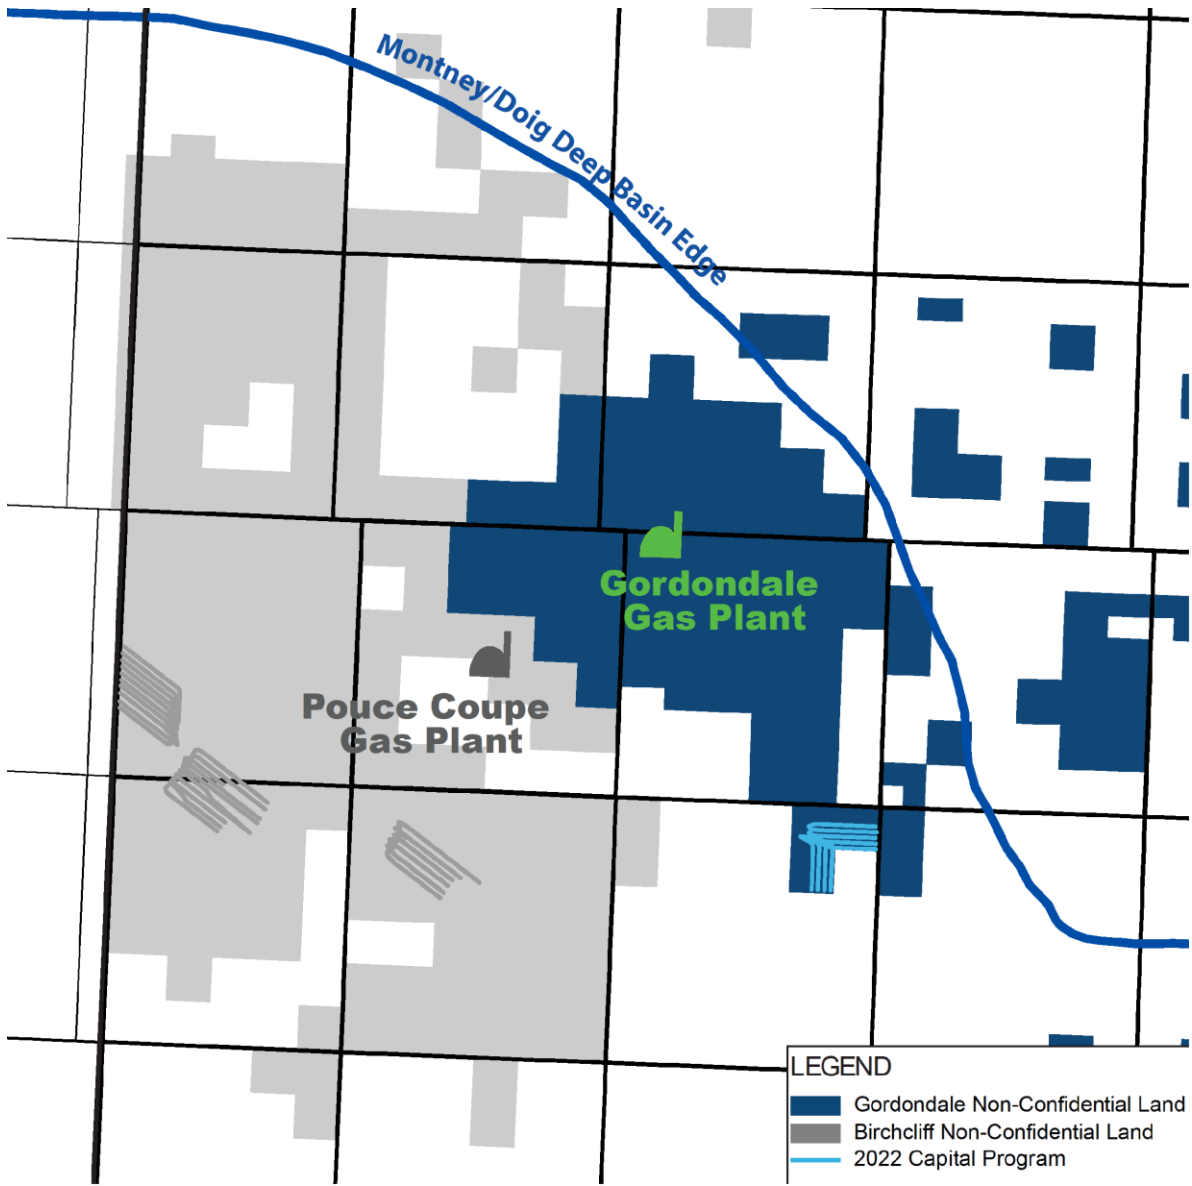 Montney/Doig Deep Basin Edge
Gordondale
Gas Plant
Pouce Coupe
Gas Plant
LEGEND
Gordondale Non-Confidential Land
Birchcliff Non-Confidential Land
2022 Capital Program